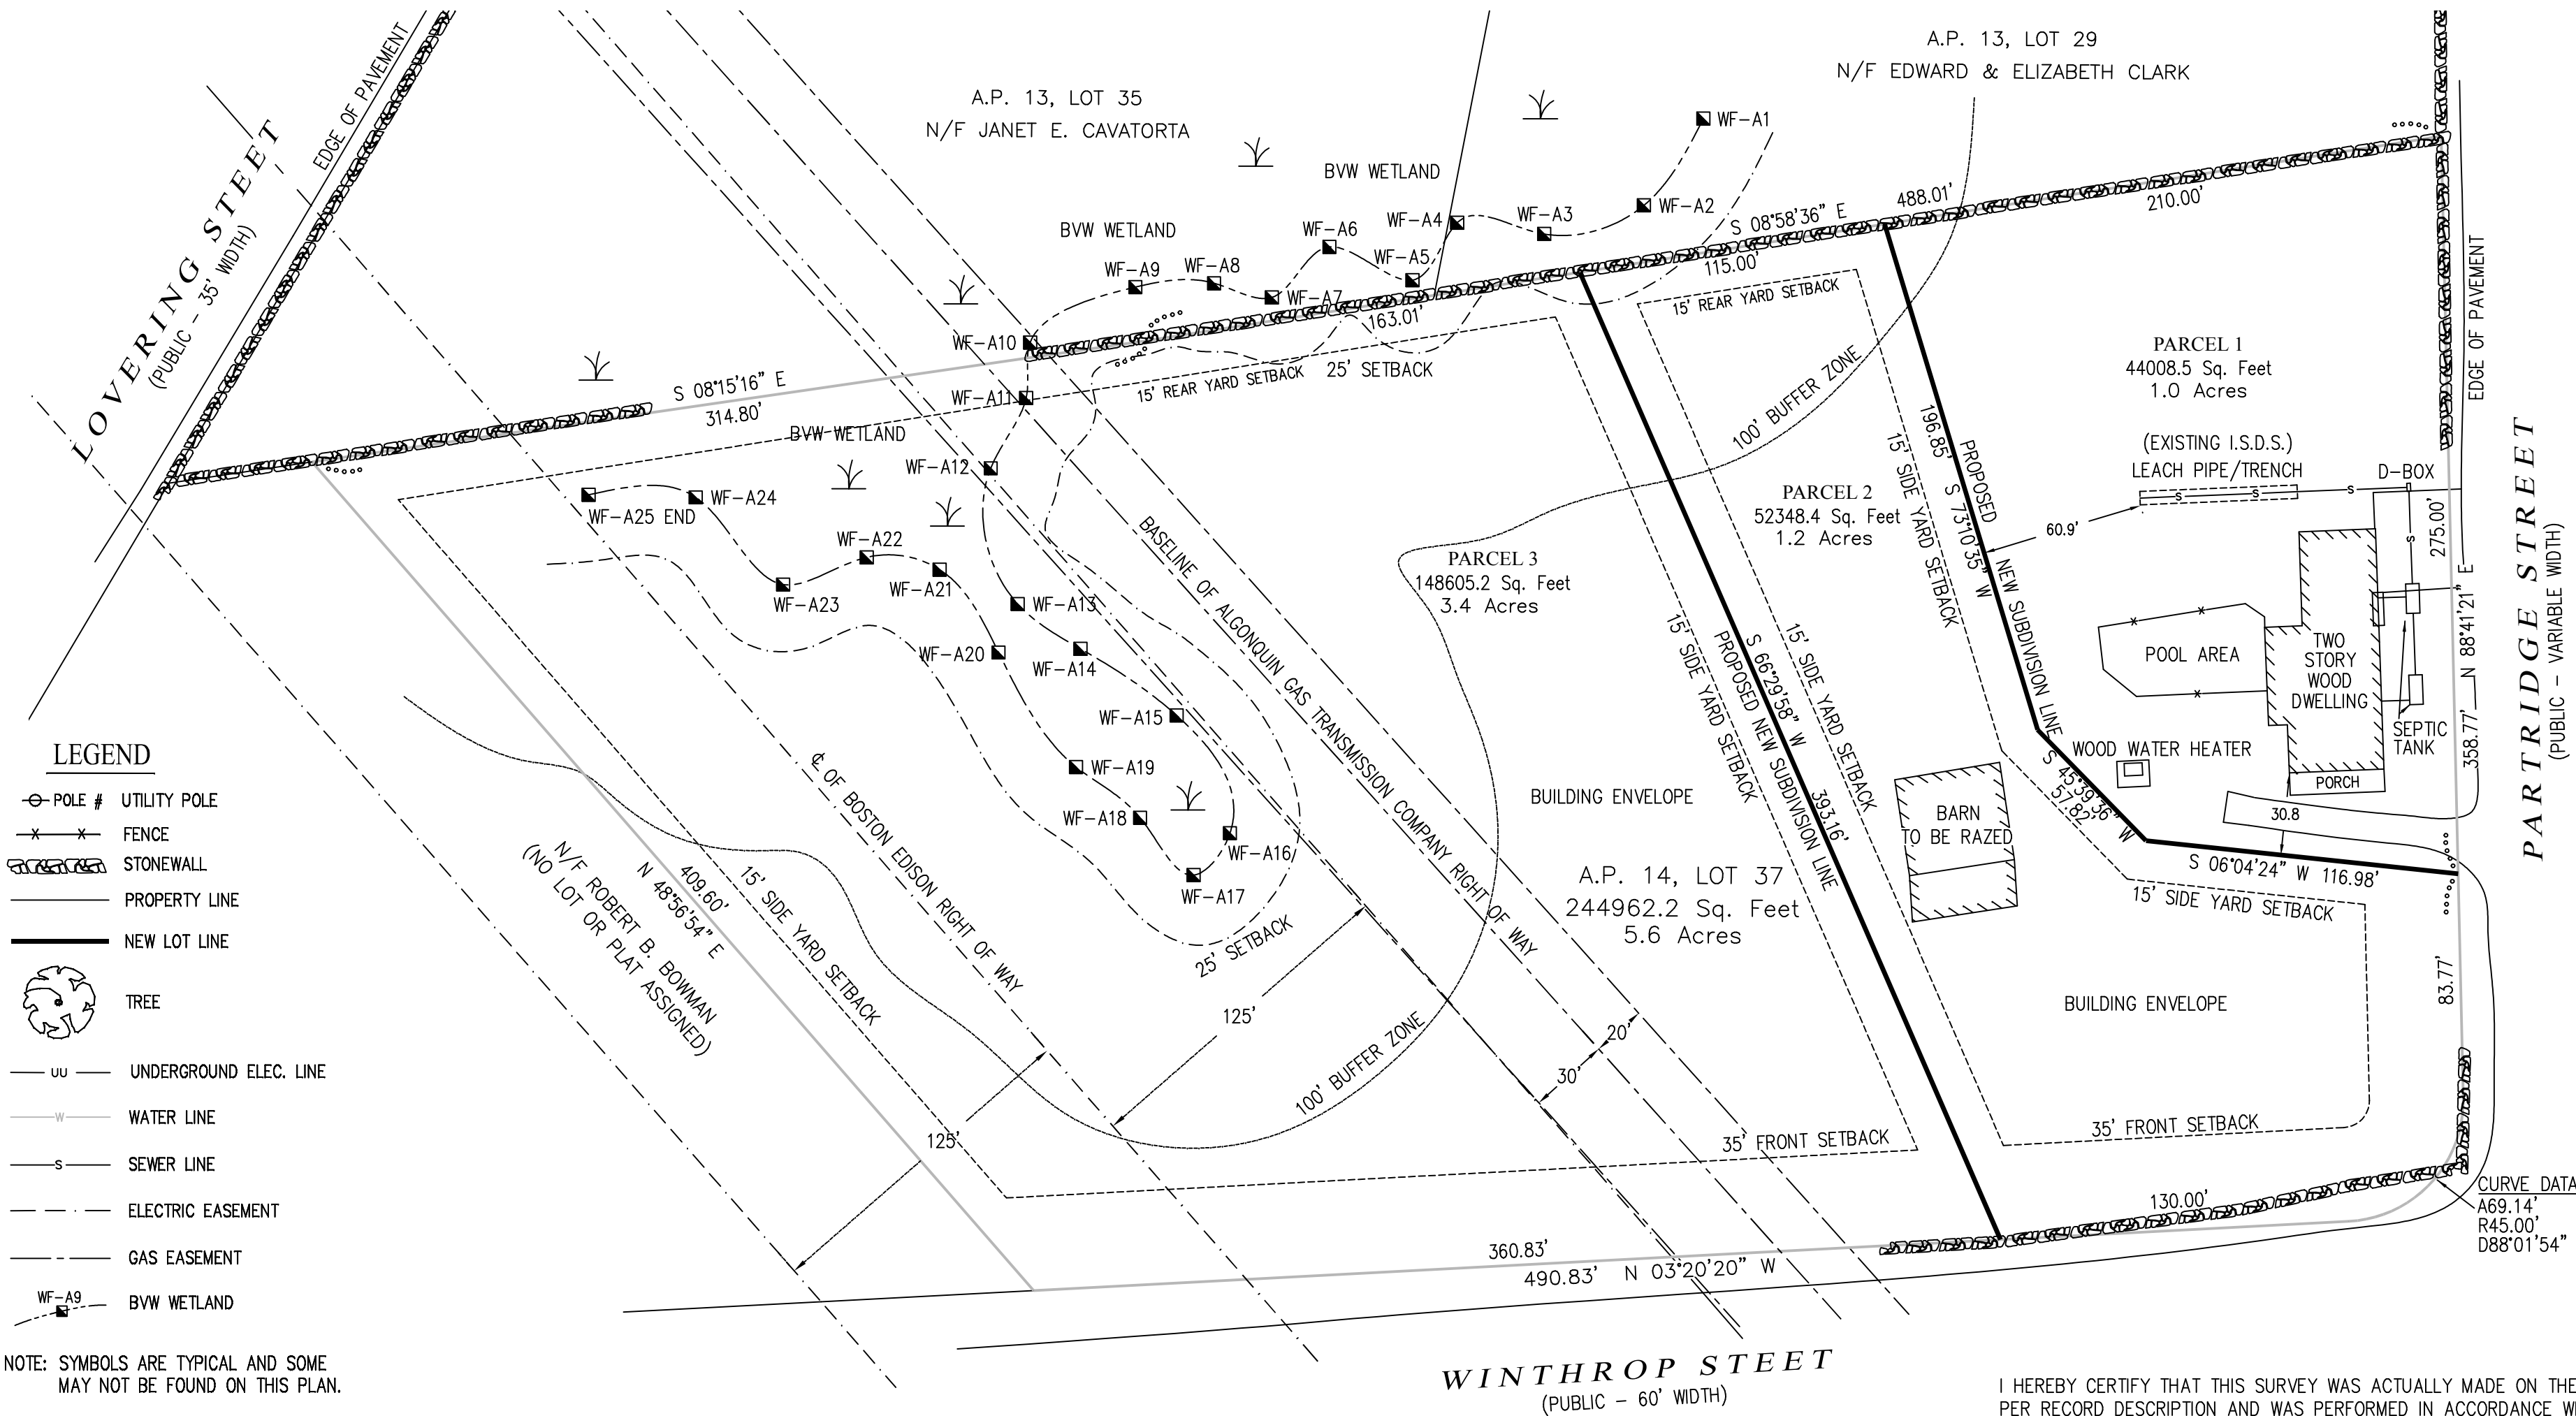 LOVERING STEET
(PUBLIC – 35' WIDTH)
EDGE OF PAVEMENT
A.P. 13, LOT 35
N/F JANET E. CAVATORTA
A.P. 13, LOT 29
N/F EDWARD & ELIZABETH CLARK
BVW WETLAND
BVW WETLAND
WF-A1
WF-A2
WF-A3
WF-A4
WF-A5
WF-A6
WF-A7
WF-A8
WF-A9
WF-A10
WF-A11
S 08°58'36" E
488.01'
210.00'
115.00'
163.01'
15' REAR YARD SETBACK
15' REAR YARD SETBACK
25' SETBACK
S 08°15'16" E
314.80'
BVW WETLAND
WF-A12
WF-A24
WF-A25 END
WF-A22
WF-A23
WF-A21
WF-A13
WF-A20
WF-A14
WF-A15
WF-A19
WF-A18
WF-A16
WF-A17
25' SETBACK
BASELINE OF ALGONQUIN GAS TRANSMISSION COMPANY RIGHT OF WAY
℄ OF BOSTON EDISON RIGHT OF WAY
100' BUFFER ZONE
PARCEL 1
44008.5 Sq. Feet
1.0 Acres
(EXISTING I.S.D.S.)
LEACH PIPE/TRENCH
D-BOX
S
S
S
S
60.9'
PARCEL 2
52348.4 Sq. Feet
1.2 Acres
PARCEL 3
148605.2 Sq. Feet
3.4 Acres
196.85'
S 73°10'35" W
PROPOSED NEW SUBDIVISION LINE
15' SIDE YARD SETBACK
15' SIDE YARD SETBACK
15' SIDE YARD SETBACK
S 66°29'58" W
393.16'
PROPOSED NEW SUBDIVISION LINE
POOL AREA
TWO
STORY
WOOD
DWELLING
SEPTIC
TANK
PORCH
WOOD WATER HEATER
S 45°39'36" W
57.82'
30.8
S 06°04'24" W 116.98'
15' SIDE YARD SETBACK
BARN
TO BE RAZED
BUILDING ENVELOPE
BUILDING ENVELOPE
A.P. 14, LOT 37
244962.2 Sq. Feet
5.6 Acres
EDGE OF PAVEMENT
275.00'
358.77'
N 88°41'21" E
83.77'
PARTRIDGE STREET
(PUBLIC – VARIABLE WIDTH)
N/F ROBERT B. BOWMAN
(NO LOT OR PLAT ASSIGNED)
409.60'
N 48°56'54" E
15' SIDE YARD SETBACK
125'
125'
100' BUFFER ZONE
20'
30'
35' FRONT SETBACK
35' FRONT SETBACK
130.00'
360.83'
490.83' N 03°20'20" W
CURVE DATA
A69.14'
R45.00'
D88°01'54"
WINTHROP STEET
(PUBLIC – 60' WIDTH)
LEGEND
POLE # UTILITY POLE
X X FENCE
STONEWALL
PROPERTY LINE
NEW LOT LINE
TREE
UU UNDERGROUND ELEC. LINE
W WATER LINE
S SEWER LINE
ELECTRIC EASEMENT
GAS EASEMENT
WF-A9 BVW WETLAND
NOTE: SYMBOLS ARE TYPICAL AND SOME
MAY NOT BE FOUND ON THIS PLAN.
I HEREBY CERTIFY THAT THIS SURVEY WAS ACTUALLY MADE ON THE
PER RECORD DESCRIPTION AND WAS PERFORMED IN ACCORDANCE